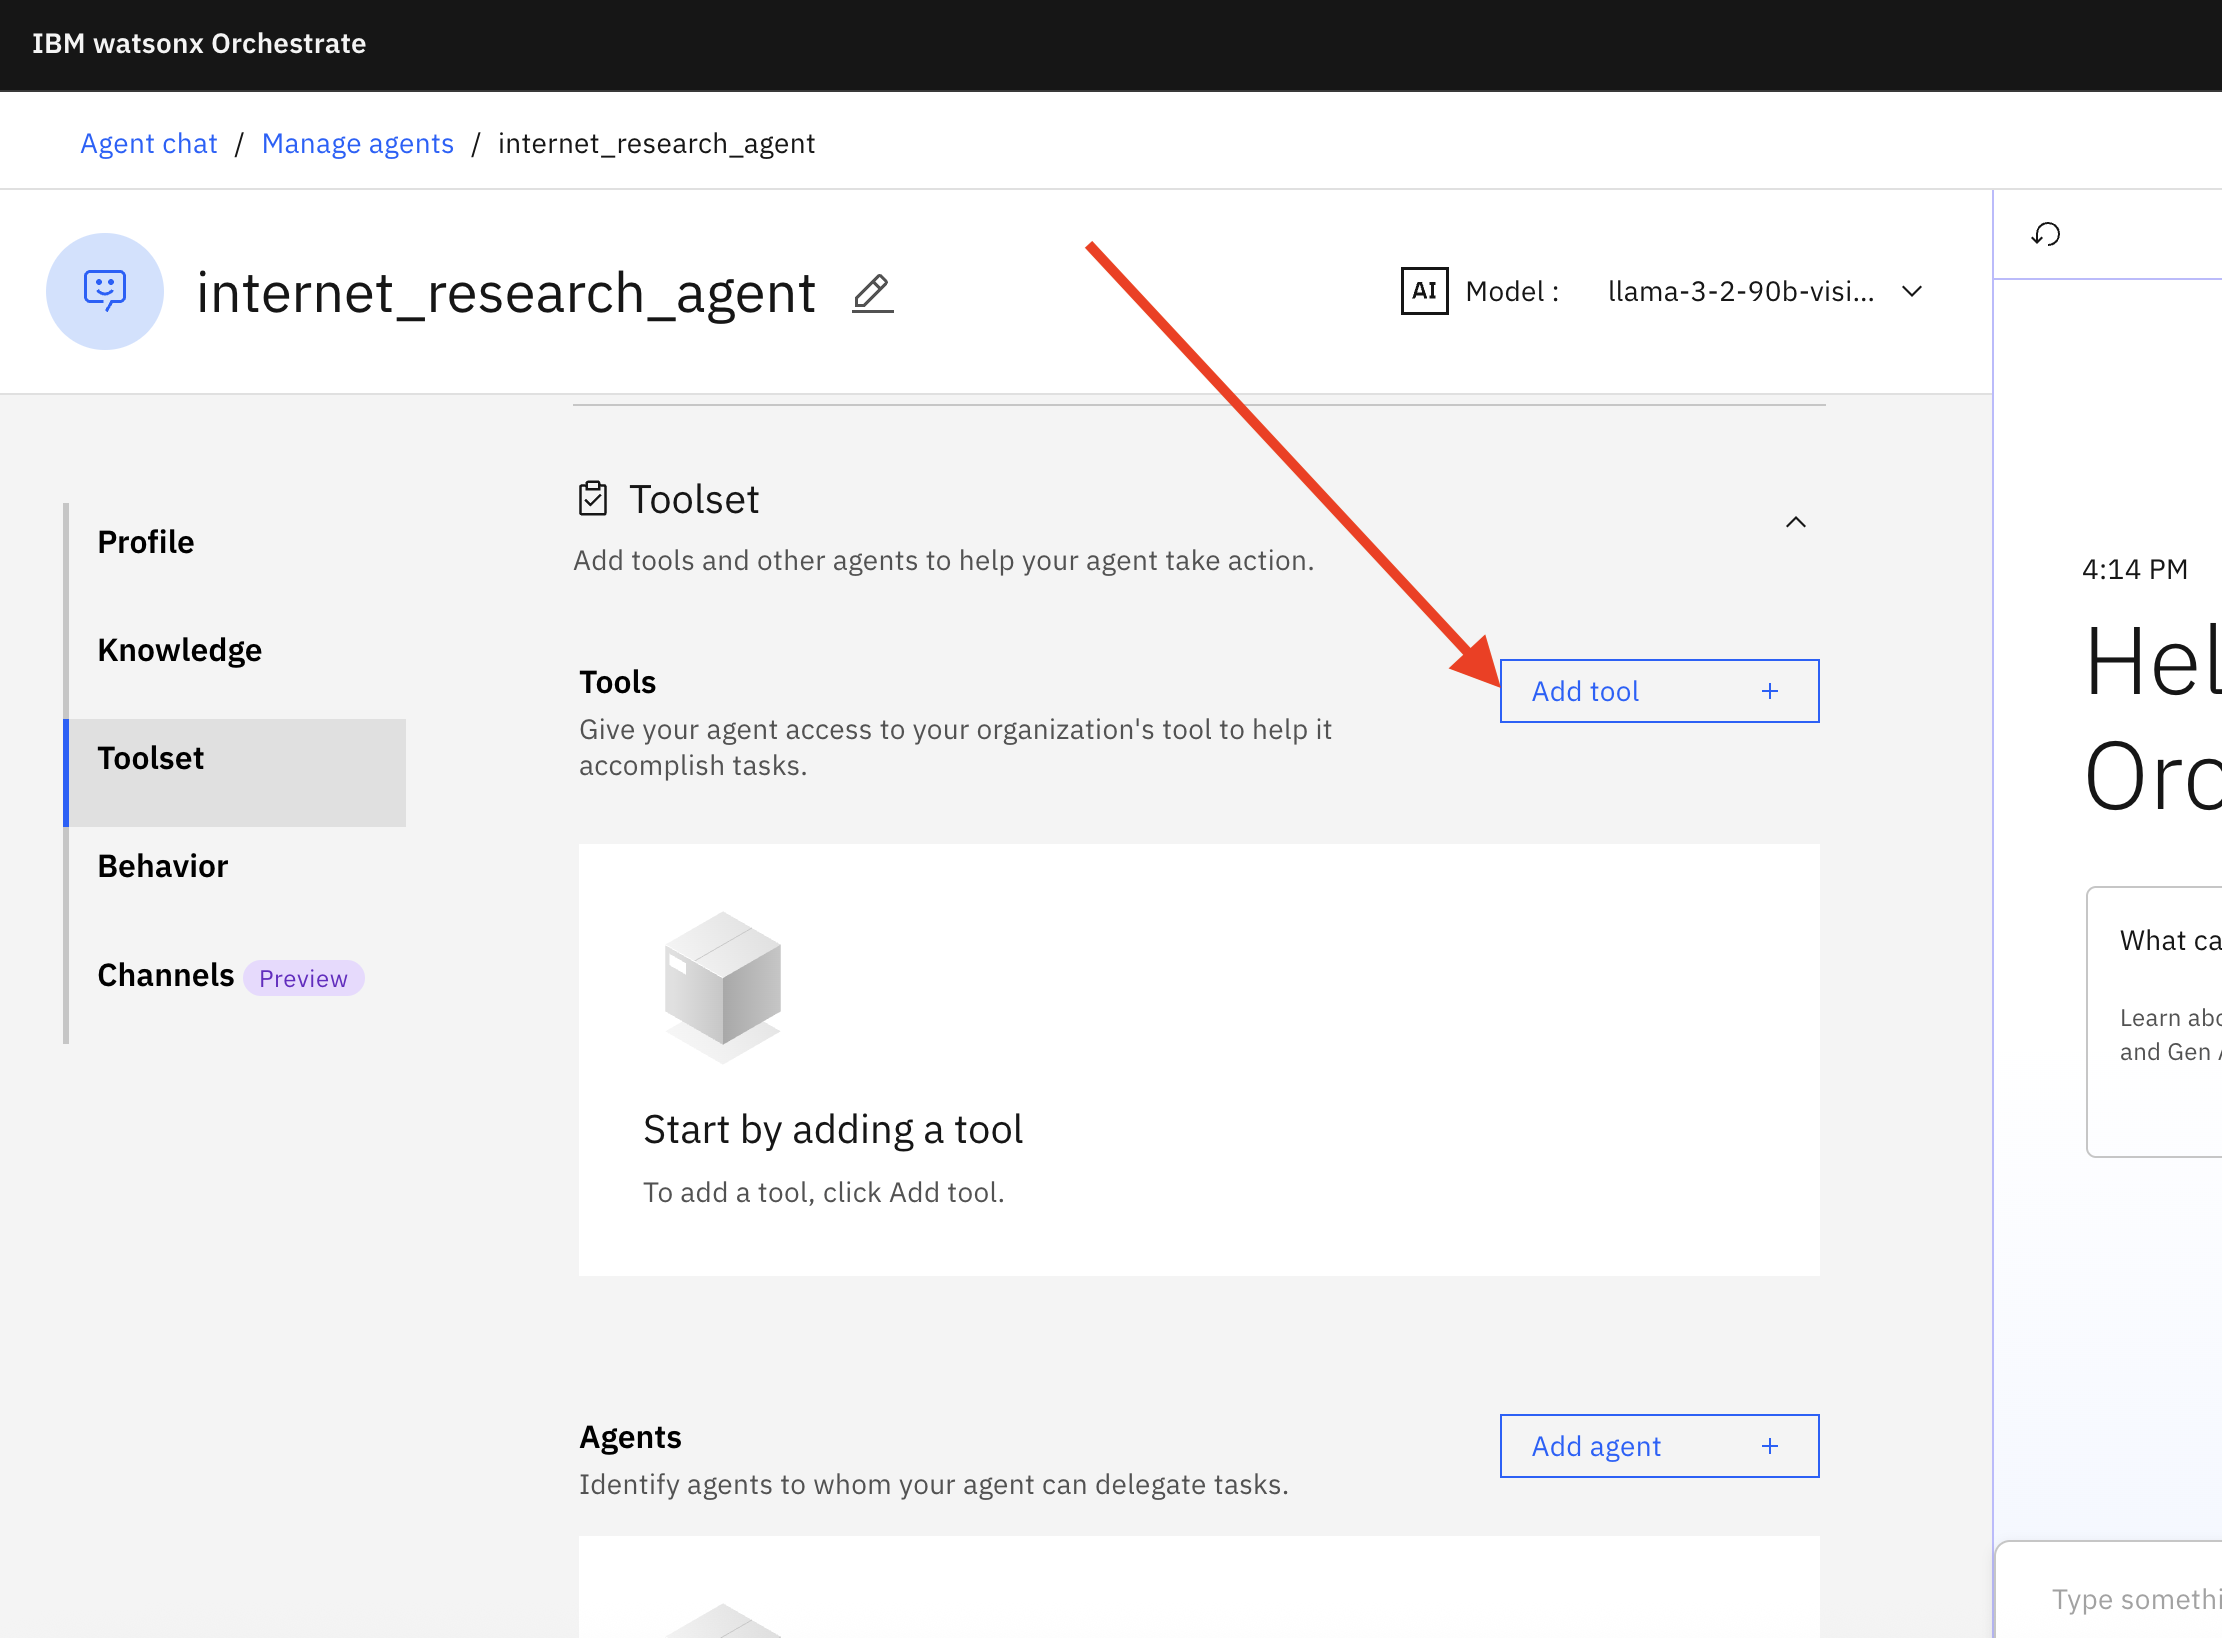 IBM watsonx Orchestrate
Agent chat / Manage agents / internet_research_agent
internet_research_agent
AI Model : llama-3-2-90b-visi...
Profile
Knowledge
Toolset
Behavior
Channels Preview
Toolset
Add tools and other agents to help your agent take action.
Tools
Add tool +
Give your agent access to your organization's tool to help it
accomplish tasks.
Start by adding a tool
To add a tool, click Add tool.
Agents
Add agent +
Identify agents to whom your agent can delegate tasks.
4:14 PM
Hel
Orc
What ca
Learn abo
and Gen A
Type somethi